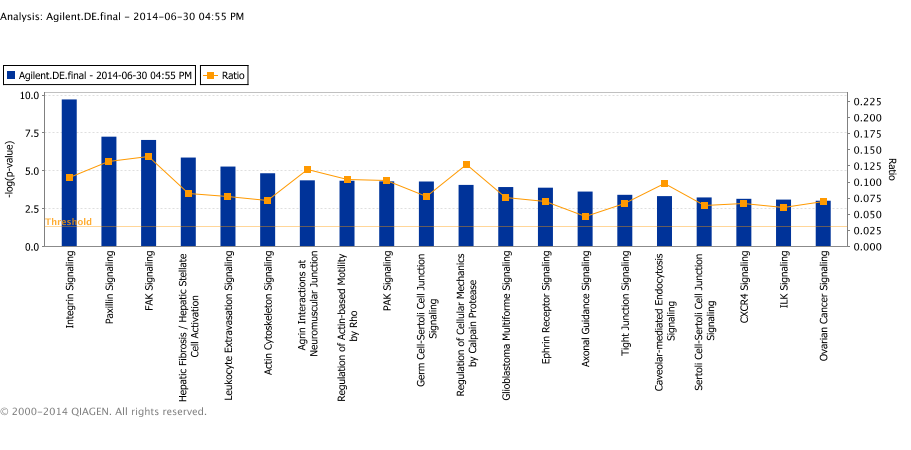 Analysis: Agilent.DE.final - 2014-06-30 04:55 PM
Agilent.DE.final - 2014-06-30 04:55 PM
Ratio
10.0
7.5
5.0
2.5
0.0
-log(p-value)
Threshold
0.225
0.200
0.175
0.150
0.125
0.100
0.075
0.050
0.025
0.000
Ratio
Integrin Signaling
Paxillin Signaling
FAK Signaling
Hepatic Fibrosis / Hepatic Stellate
Cell Activation
Leukocyte Extravasation Signaling
Actin Cytoskeleton Signaling
Agrin Interactions at
Neuromuscular Junction
Regulation of Actin-based Motility
by Rho
PAK Signaling
Germ Cell-Sertoli Cell Junction
Signaling
Regulation of Cellular Mechanics
by Calpain Protease
Glioblastoma Multiforme Signaling
Ephrin Receptor Signaling
Axonal Guidance Signaling
Tight Junction Signaling
Caveolar-mediated Endocytosis
Signaling
Sertoli Cell-Sertoli Cell Junction
Signaling
CXCR4 Signaling
ILK Signaling
Ovarian Cancer Signaling
© 2000-2014 QIAGEN. All rights reserved.